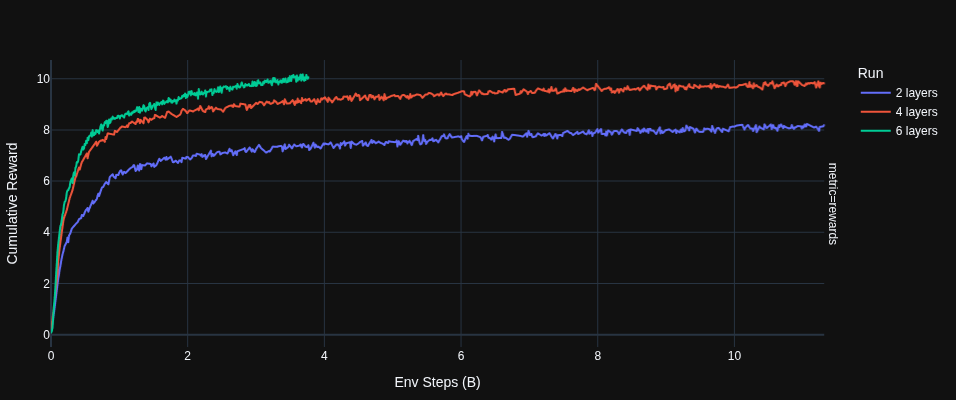 Run
2 layers
4 layers
6 layers
metric=rewards
Cumulative Reward
10
8
6
4
2
0
0 2 4 6 8 10
Env Steps (B)